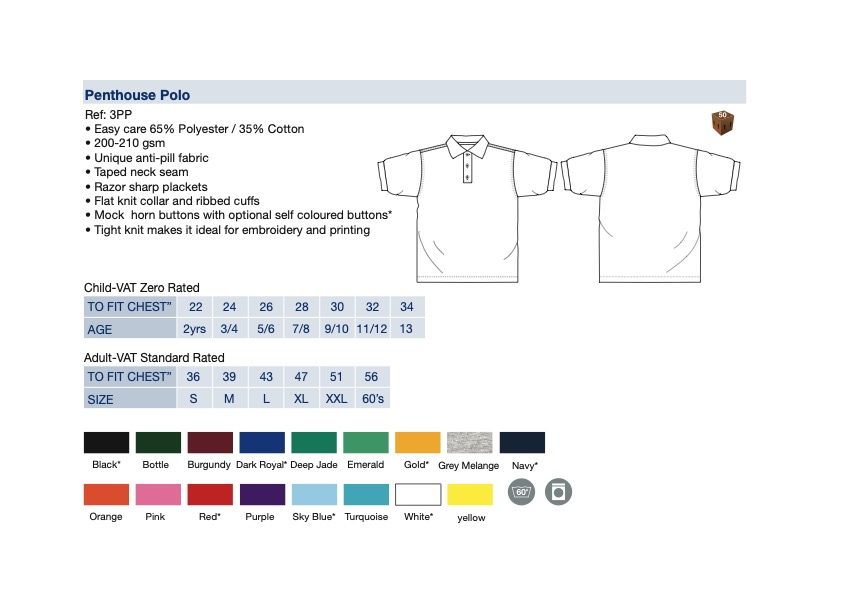 Penthouse Polo
50
Ref: 3PP
• Easy care 65% Polyester / 35% Cotton
• 200-210 gsm
• Unique anti-pill fabric
• Taped neck seam
• Razor sharp plackets
• Flat knit collar and ribbed cuffs
• Mock  horn buttons with optional self coloured buttons*
• Tight knit makes it ideal for embroidery and printing
Child-VAT Zero Rated
TO FIT CHEST” 22 24 26 28 30 32 34
AGE 2yrs 3/4 5/6 7/8 9/10 11/12 13
Adult-VAT Standard Rated
TO FIT CHEST” 36 39 43 47 51 56
SIZE S M L XL XXL 60’s
Black* Bottle Burgundy Dark Royal* Deep Jade Emerald Gold* Grey Melange Navy*
60°
Orange Pink Red* Purple Sky Blue* Turquoise White* yellow